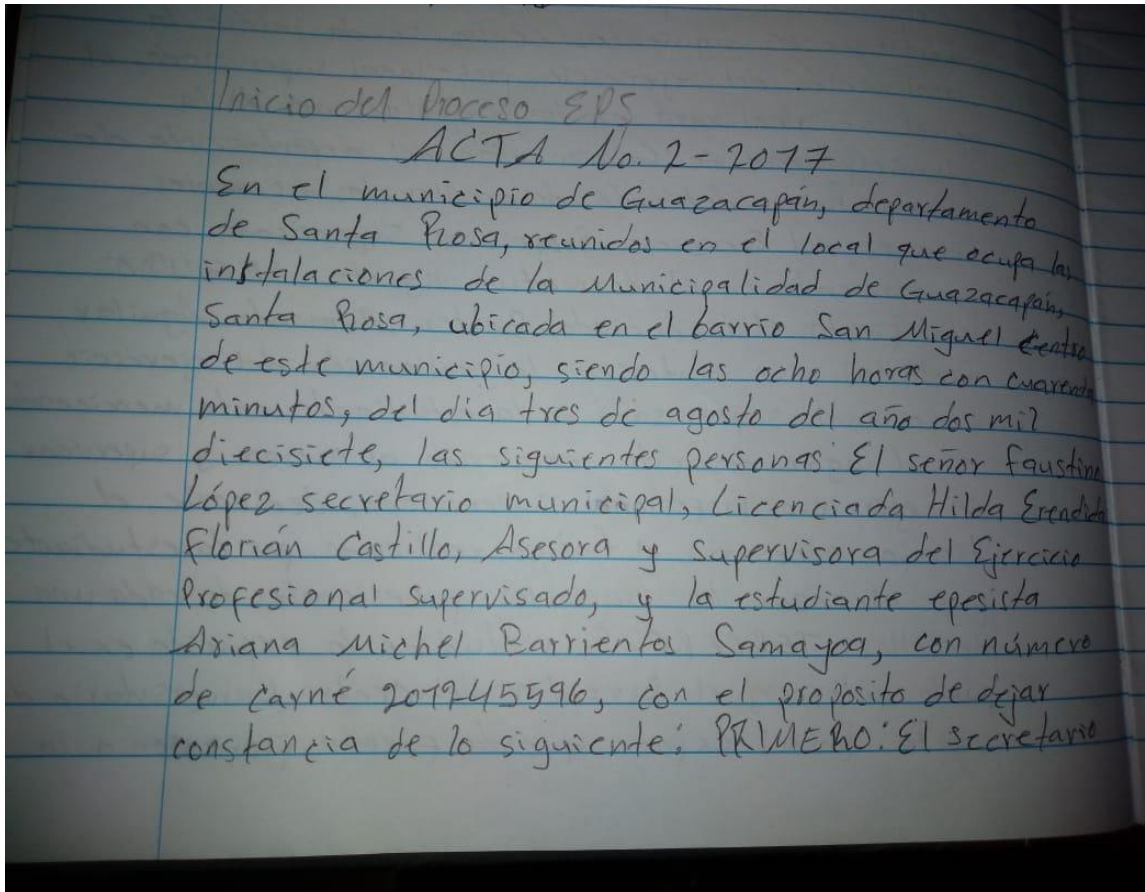 Inicio del Proceso EPS
ACTA No. 2-2017
En el municipio de Guazacapán, departamento
de Santa Rosa, reunidos en el local que ocupa las
instalaciones de la Municipalidad de Guazacapán,
Santa Rosa, ubicada en el barrio San Miguel Centro
de este municipio, siendo las ocho horas con cuarenta
minutos, del dia tres de agosto del año dos mil
diecisiete, las siguientes personas: El señor Faustino
López secretario municipal, Licenciada Hilda Erendida
Florián Castillo, Asesora y supervisora del Ejercicio
Profesional Supervisado, y la estudiante epesista
Ariana Michel Barrientos Samayoa, con número
de carné con el proposito de dejar
constancia de lo siguiente: PRIMERO: El secretario